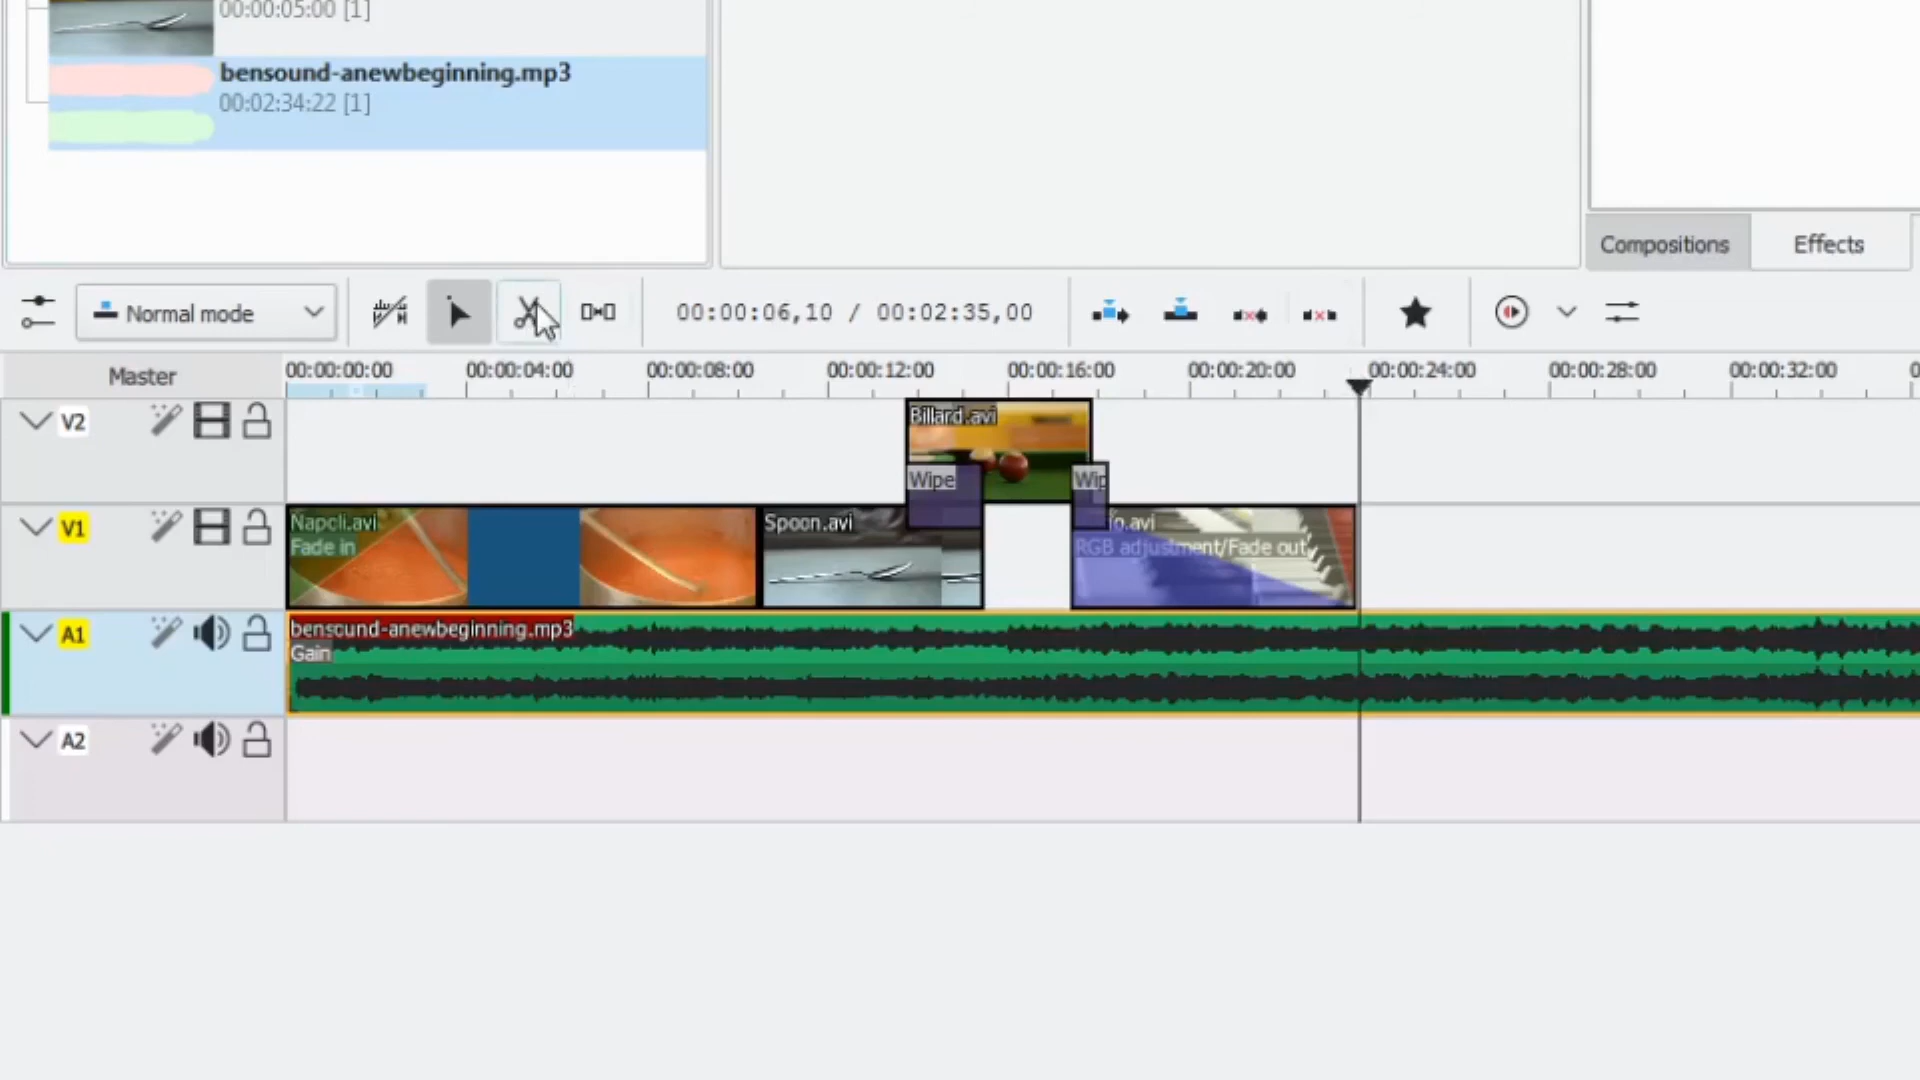 00:00:05:00 [1]
bensound-anewbeginning.mp3
00:02:34:22 [1]
Compositions
Effects
Normal mode
00:00:06,10 / 00:02:35,00
Master
00:00:00:00
00:00:04:00
00:00:08:00
00:00:12:00
00:00:16:00
00:00:20:00
00:00:24:00
00:00:28:00
00:00:32:00
V2
Billard.avi
Wipe
Wip
V1
Napoli.avi
Fade in
Spoon.avi
io.avi
RGB adjustment/Fade out
A1
bensound-anewbeginning.mp3
Gain
A2